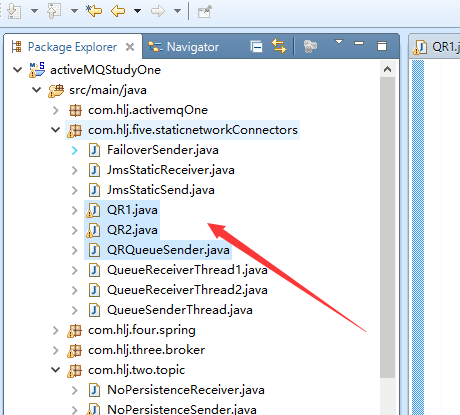 Package Explorer
Navigator
QR1.j
activeMQStudyOne
src/main/java
com.hlj.activemqOne
com.hlj.five.staticnetworkConnectors
FailoverSender.java
JmsStaticReceiver.java
JmsStaticSend.java
QR1.java
QR2.java
QRQueueSender.java
QueueReceiverThread1.java
QueueReceiverThread2.java
QueueSenderThread.java
com.hlj.four.spring
com.hlj.three.broker
com.hlj.two.topic
NoPersistenceReceiver.java
NoPersistenceSender.java